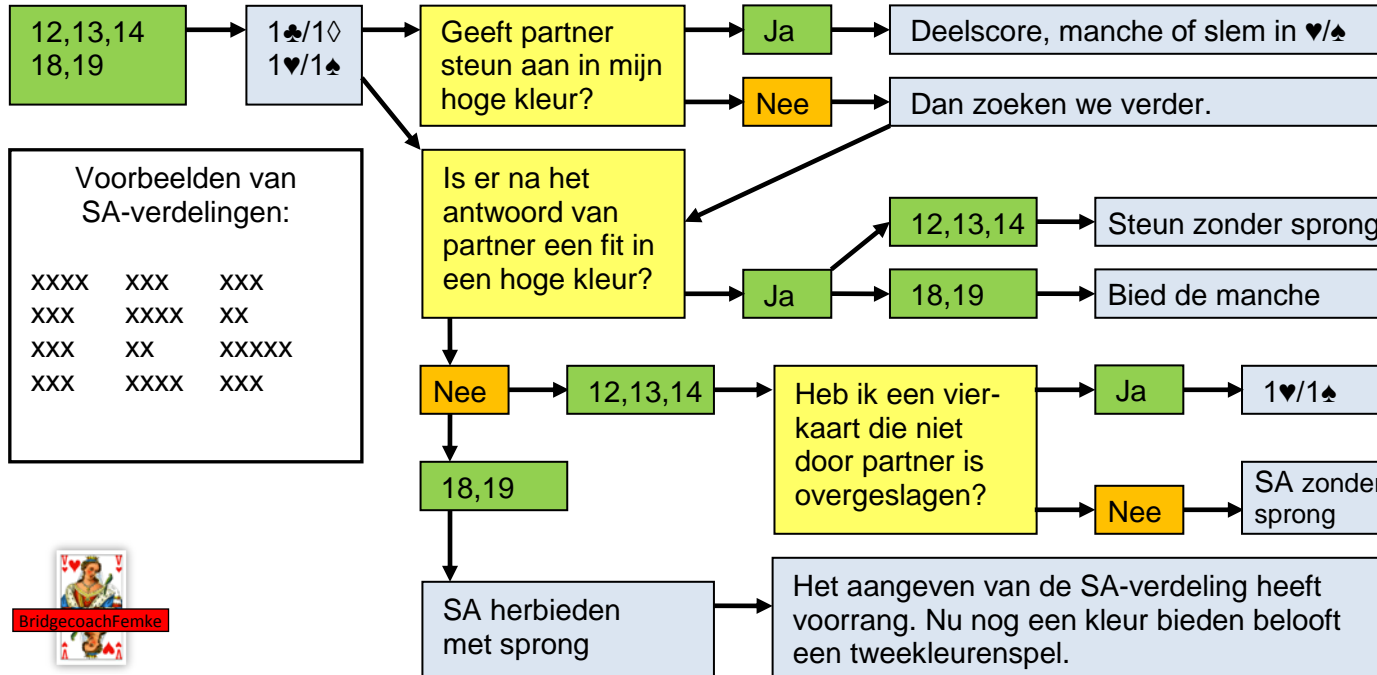 12,13,14
18,19
1♣/1◊
1♥/1♠
Geeft partner
steun aan in mijn
hoge kleur?
Ja
Deelscore, manche of slem in ♥/♠
Nee
Dan zoeken we verder.
Voorbeelden van
SA-verdelingen:
xxxx xxx xxx
xxx xxxx xx
xxx xx xxxxx
xxx xxxx xxx
Is er na het
antwoord van
partner een fit in
een hoge kleur?
12,13,14
Steun zonder sprong
Ja
18,19
Bied de manche
Nee
12,13,14
Heb ik een vier-
kaart die niet
door partner is
overgeslagen?
Ja
1♥/1♠
Nee
SA zonder
sprong
18,19
SA herbieden
met sprong
Het aangeven van de SA-verdeling heeft
voorrang. Nu nog een kleur bieden belooft
een tweekleurenspel.
V V
BridgecoachFemke